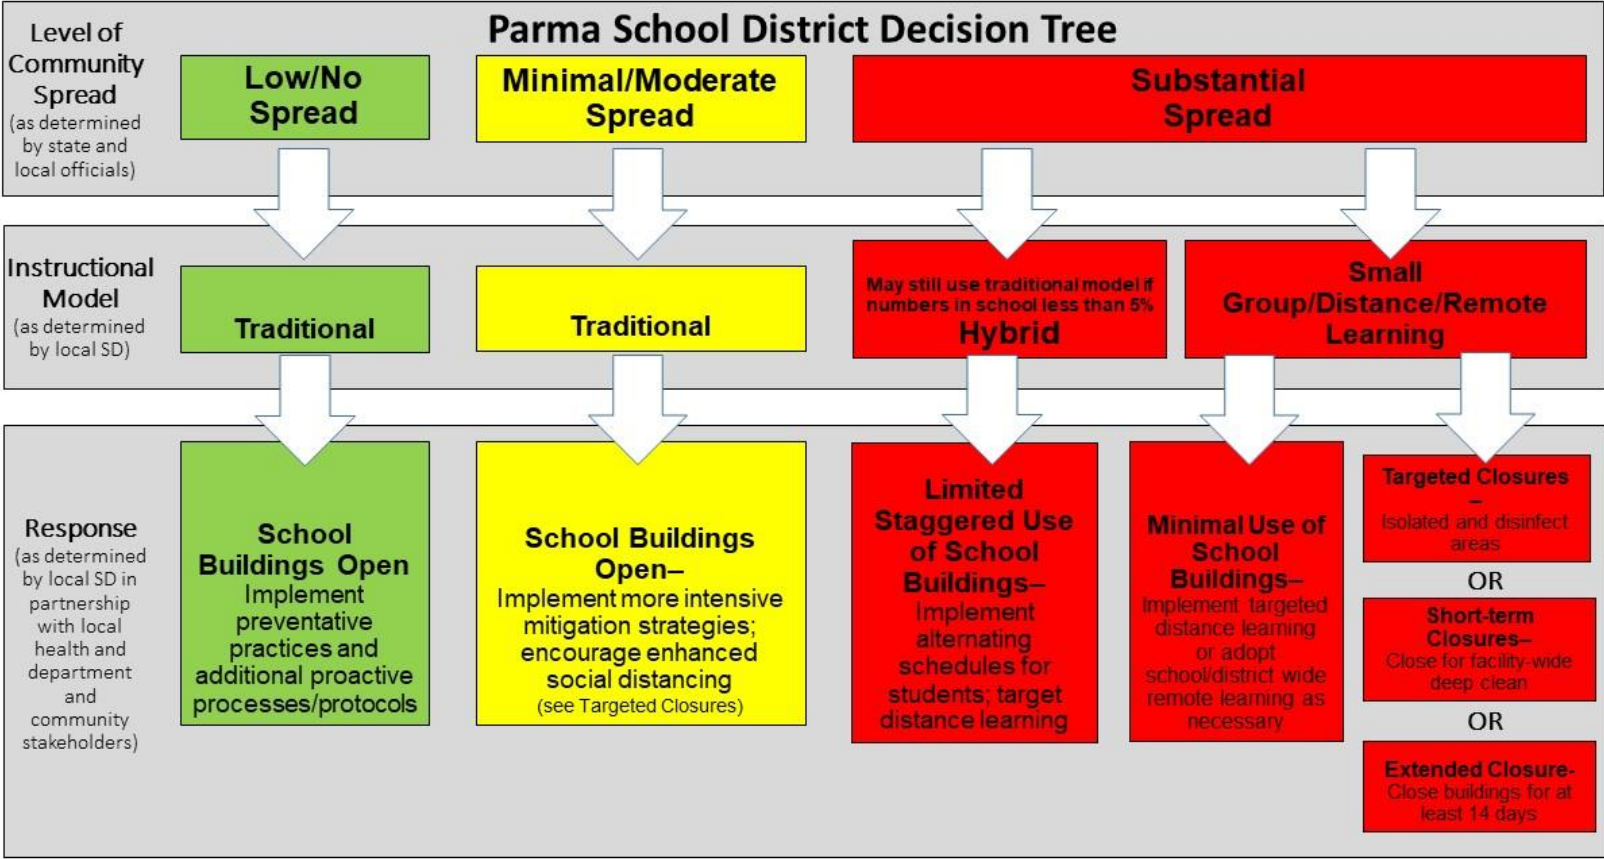 Parma School District Decision Tree
Level of
Community
Spread
(as determined
by state and
local officials)
Low/No
Spread
Minimal/Moderate
Spread
Substantial
Spread
Instructional
Model
(as determined
by local SD)
Traditional
Traditional
May still use traditional model if
numbers in school less than 5%
Hybrid
Small
Group/Distance/Remote
Learning
Response
(as determined
by local SD in
partnership
with local
health and
department
and
community
stakeholders)
School
Buildings Open
Implement
preventative
practices and
additional proactive
processes/protocols
School Buildings
Open–
Implement more intensive
mitigation strategies;
encourage enhanced
social distancing
(see Targeted Closures)
Limited
Staggered Use
of School
Buildings–
Implement
alternating
schedules for
students; target
distance learning
Minimal Use of
School
Buildings–
Implement targeted
distance learning
or adopt
school/district wide
remote learning as
necessary
Targeted Closures
–
Isolated and disinfect
areas
OR
Short-term
Closures–
Close for facility-wide
deep clean
OR
Extended Closure-
Close buildings for at
least 14 days